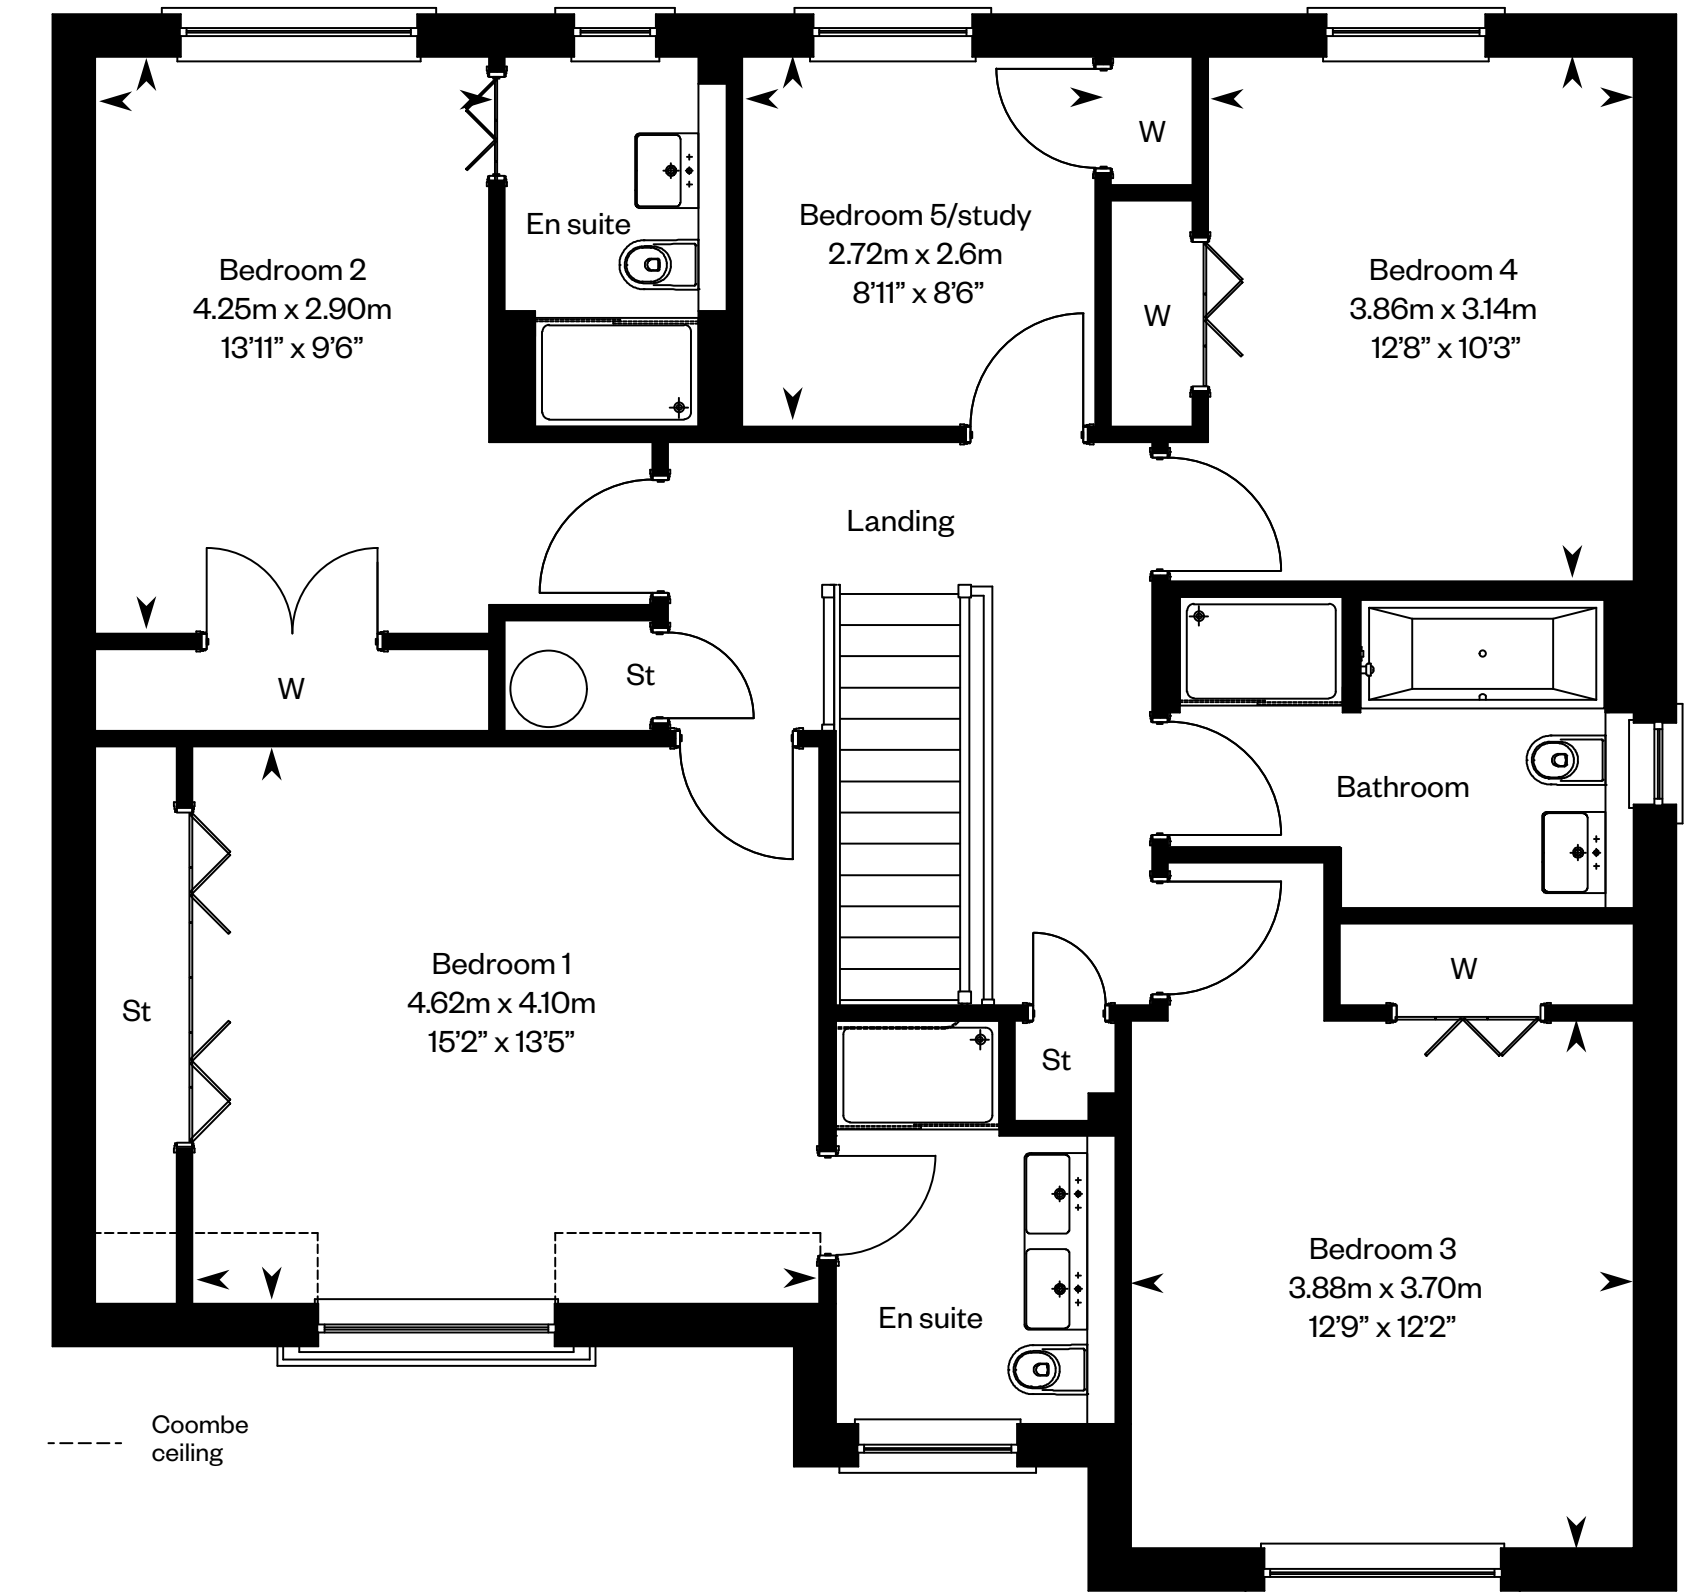 Bedroom 2
4.25m x 2.90m
13’11” x 9’6”
En suite
Bedroom 5/study
2.72m x 2.6m
8’11” x 8’6”
W
W
Bedroom 4
3.86m x 3.14m
12’8” x 10’3”
Landing
W
St
Bathroom
St
Bedroom 1
4.62m x 4.10m
15’2” x 13’5”
W
St
En suite
Bedroom 3
3.88m x 3.70m
12’9” x 12’2”
Coombe
ceiling